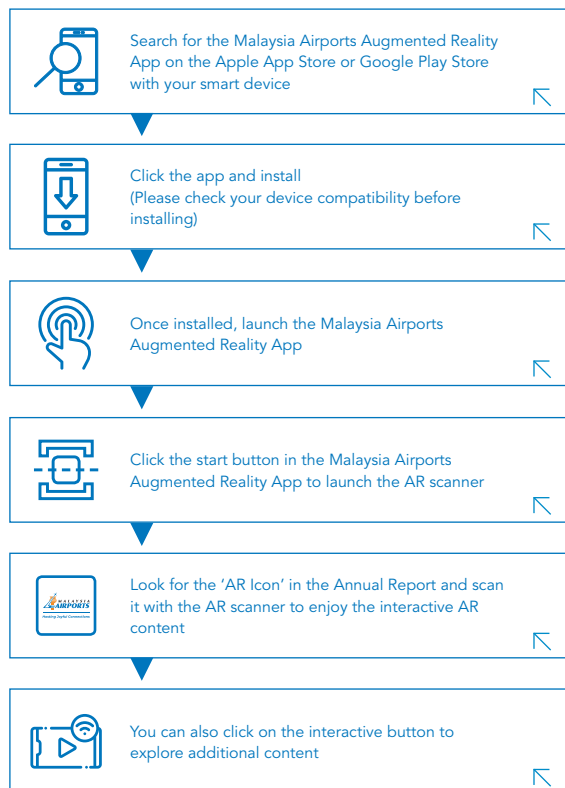 Search for the Malaysia Airports Augmented Reality
App on the Apple App Store or Google Play Store
with your smart device
Click the app and install
(Please check your device compatibility before
installing)
Once installed, launch the Malaysia Airports
Augmented Reality App
Click the start button in the Malaysia Airports
Augmented Reality App to launch the AR scanner
MALAYSIA
AIRPORTS
Hosting Joyful Connections
Look for the ‘AR Icon’ in the Annual Report and scan
it with the AR scanner to enjoy the interactive AR
content
You can also click on the interactive button to
explore additional content